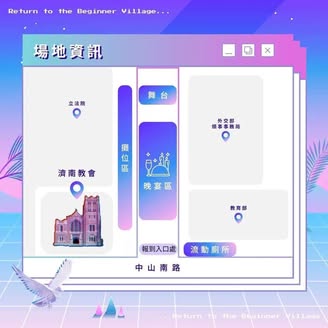 Return to the Beginner Village...
場地資訊
立法院
舞台
外交部
領事事務局
攤位區
濟南教會
晚宴區
教育部
報到入口處
流動廁所
中山南路
... Return to the Beginner Village